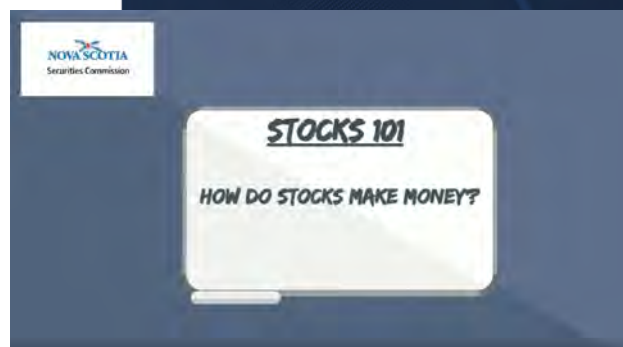 NOVA SCOTIA
Securities Commission
STOCKS 101
HOW DO STOCKS MAKE MONEY?